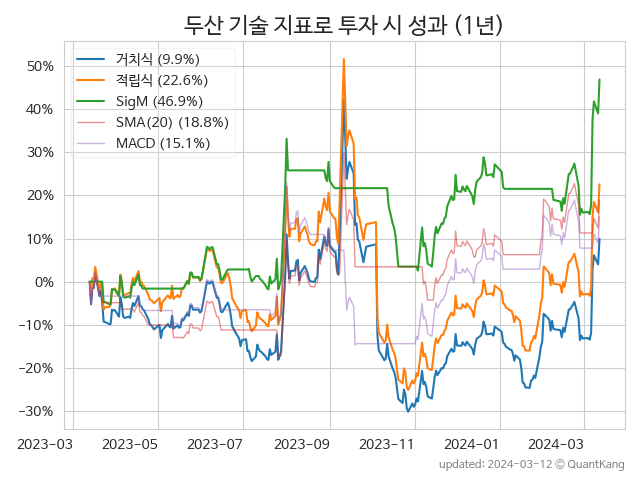 두산 기술 지표로 투자 시 성과 (1년)
거치식 (9.9%)
적립식 (22.6%)
SigM (46.9%)
SMA(20) (18.8%)
MACD (15.1%)
50%
40%
30%
20%
10%
0%
−10%
−20%
−30%
2023-03 2023-05 2023-07 2023-09 2023-11 2024-01 2024-03
updated: 2024-03-12 ⓒ QuantKang